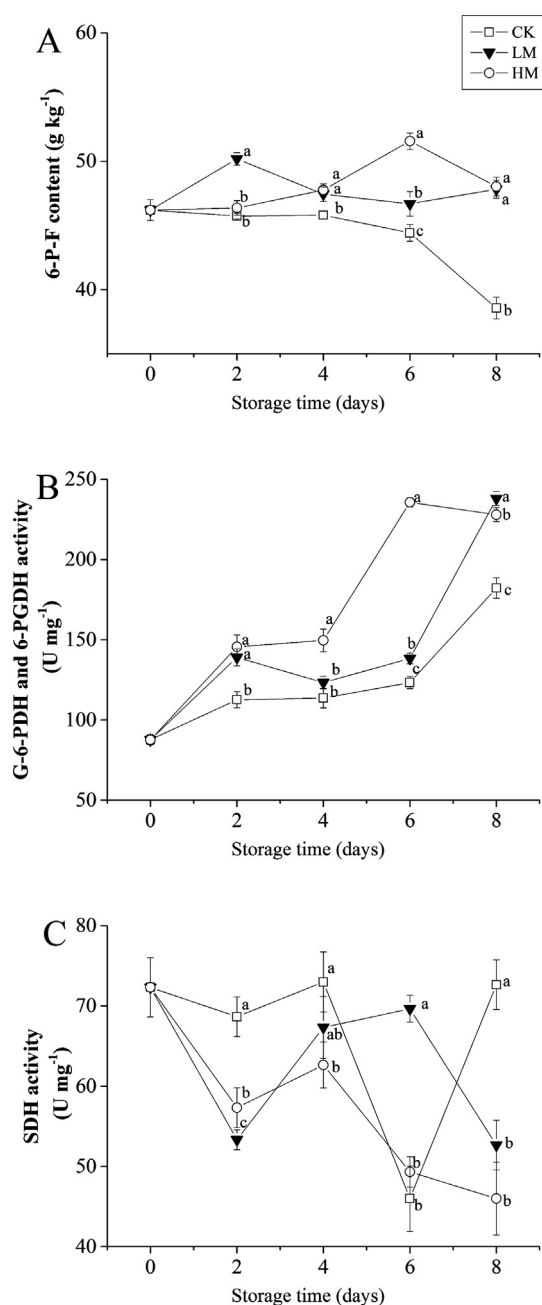 A
CK
LM
HM
6-P-F content (g kg⁻¹)
60
50
40
a
a
a
a
a
b
a
b
b
b
c
b
0 2 4 6 8
Storage time (days)
B
G-6-PDH and 6-PGDH activity
(U mg⁻¹)
250
200
150
100
50
a
a
b
a
b
b
a
b
c
a
b
c
0 2 4 6 8
Storage time (days)
C
SDH activity
(U mg⁻¹)
80
70
60
50
40
a
b
c
a
ab
b
a
b
b
a
b
b
0 2 4 6 8
Storage time (days)